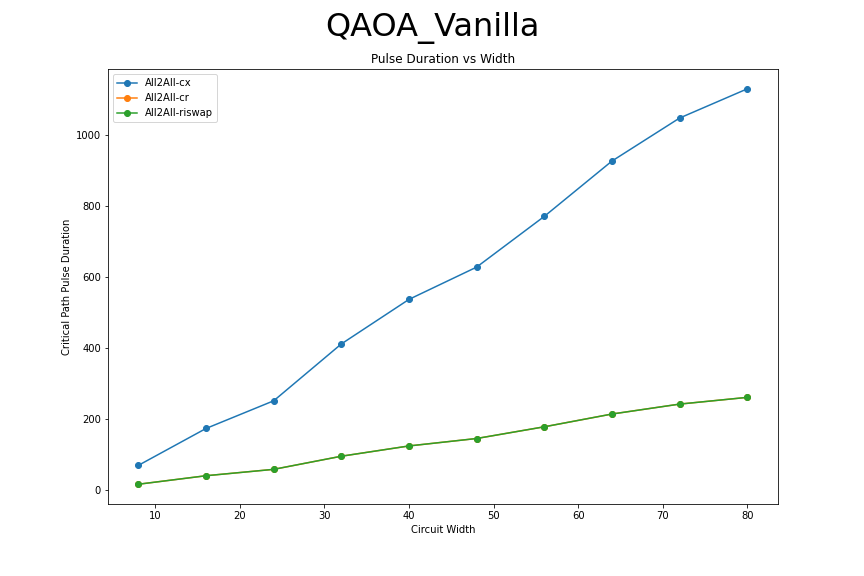 QAOA_Vanilla
Pulse Duration vs Width
All2All-cx
All2All-cr
All2All-riswap
Critical Path Pulse Duration
1000
800
600
400
200
0
10 20 30 40 50 60 70 80
Circuit Width